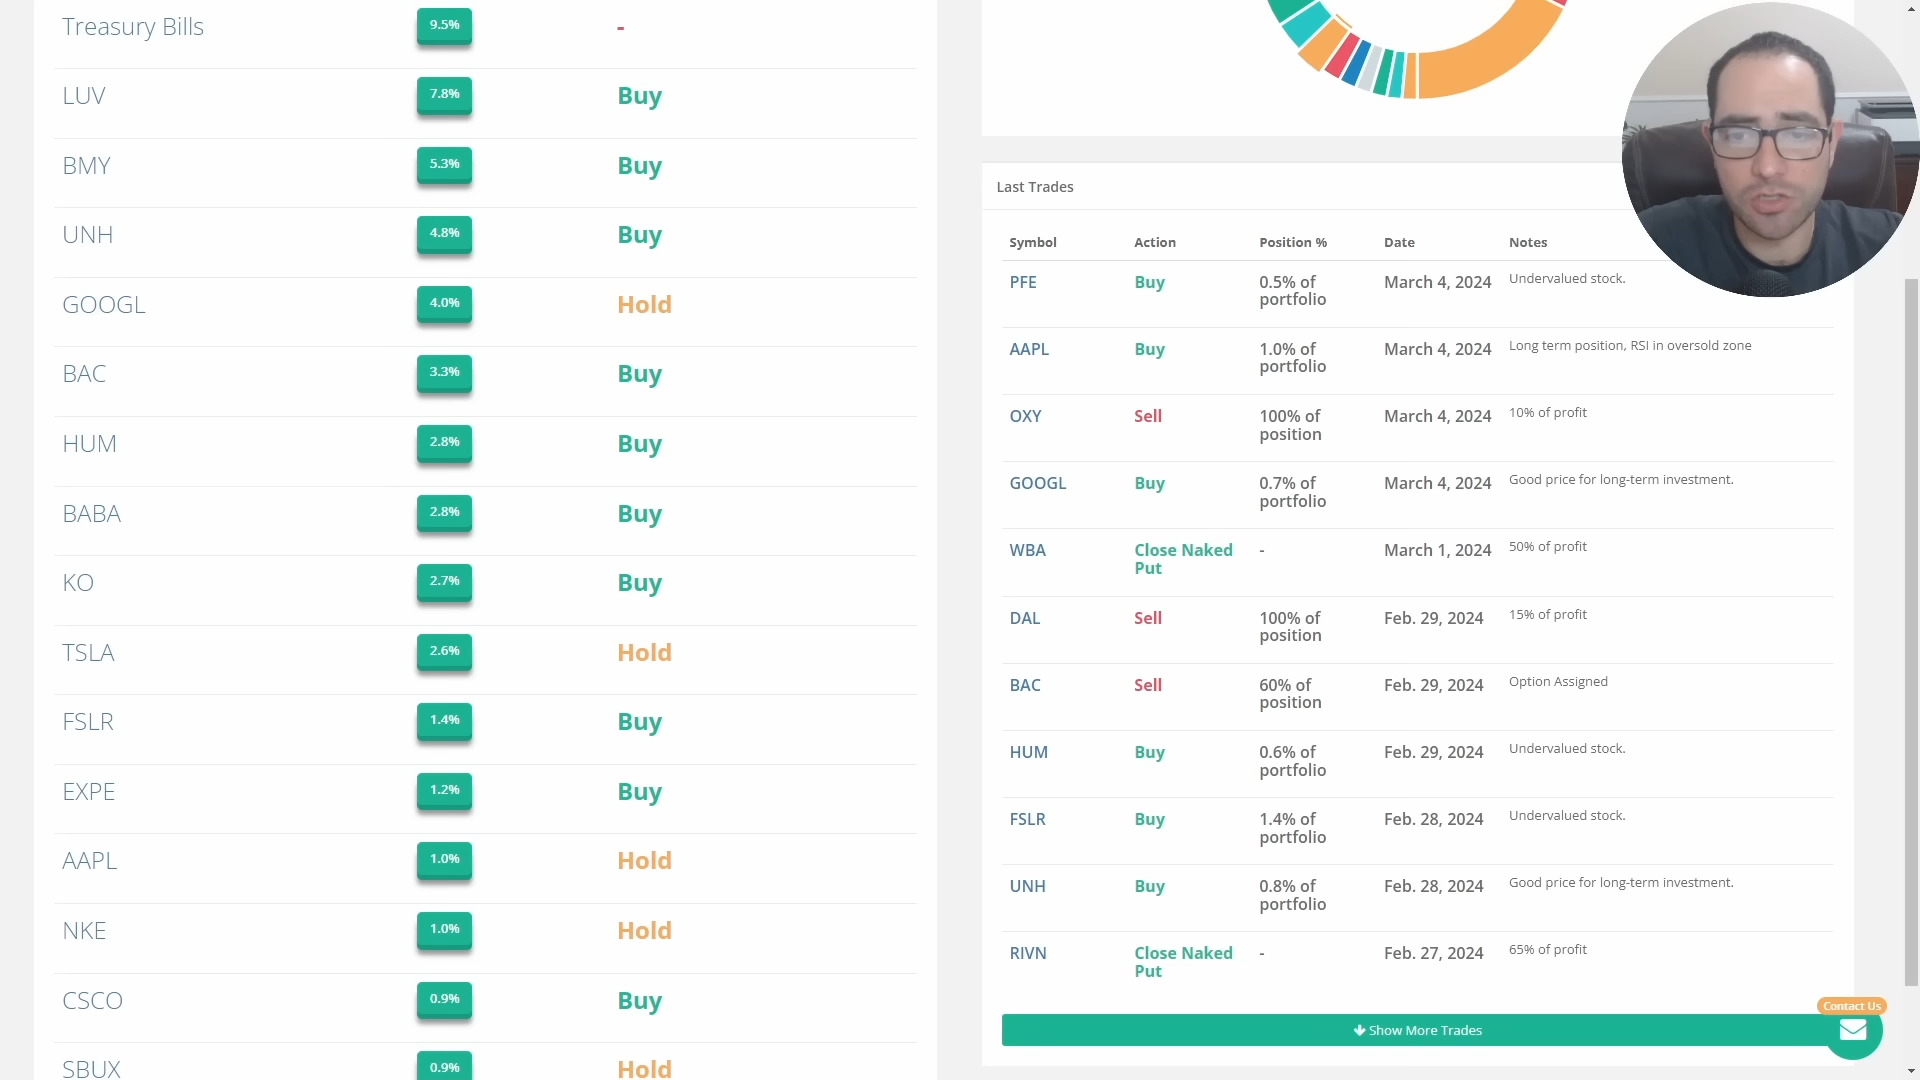 Treasury Bills 9.5% -
LUV 7.8% Buy
BMY 5.3% Buy
UNH 4.8% Buy
GOOGL 4.0% Hold
BAC 3.3% Buy
HUM 2.8% Buy
BABA 2.8% Buy
KO 2.7% Buy
TSLA 2.6% Hold
FSLR 1.4% Buy
EXPE 1.2% Buy
AAPL 1.0% Hold
NKE 1.0% Hold
CSCO 0.9% Buy
SBUX 0.9% Hold
Last Trades
Symbol Action Position % Date Notes
PFE Buy 0.5% of March 4, 2024 Undervalued stock.
portfolio
AAPL Buy 1.0% of March 4, 2024 Long term position, RSI in oversold zone
portfolio
OXY Sell 100% of March 4, 2024 10% of profit
position
GOOGL Buy 0.7% of March 4, 2024 Good price for long-term investment.
portfolio
WBA Close Naked - March 1, 2024 50% of profit
Put
DAL Sell 100% of Feb. 29, 2024 15% of profit
position
BAC Sell 60% of Feb. 29, 2024 Option Assigned
position
HUM Buy 0.6% of Feb. 29, 2024 Undervalued stock.
portfolio
FSLR Buy 1.4% of Feb. 28, 2024 Undervalued stock.
portfolio
UNH Buy 0.8% of Feb. 28, 2024 Good price for long-term investment.
portfolio
RIVN Close Naked - Feb. 27, 2024 65% of profit
Put
Contact Us
Show More Trades